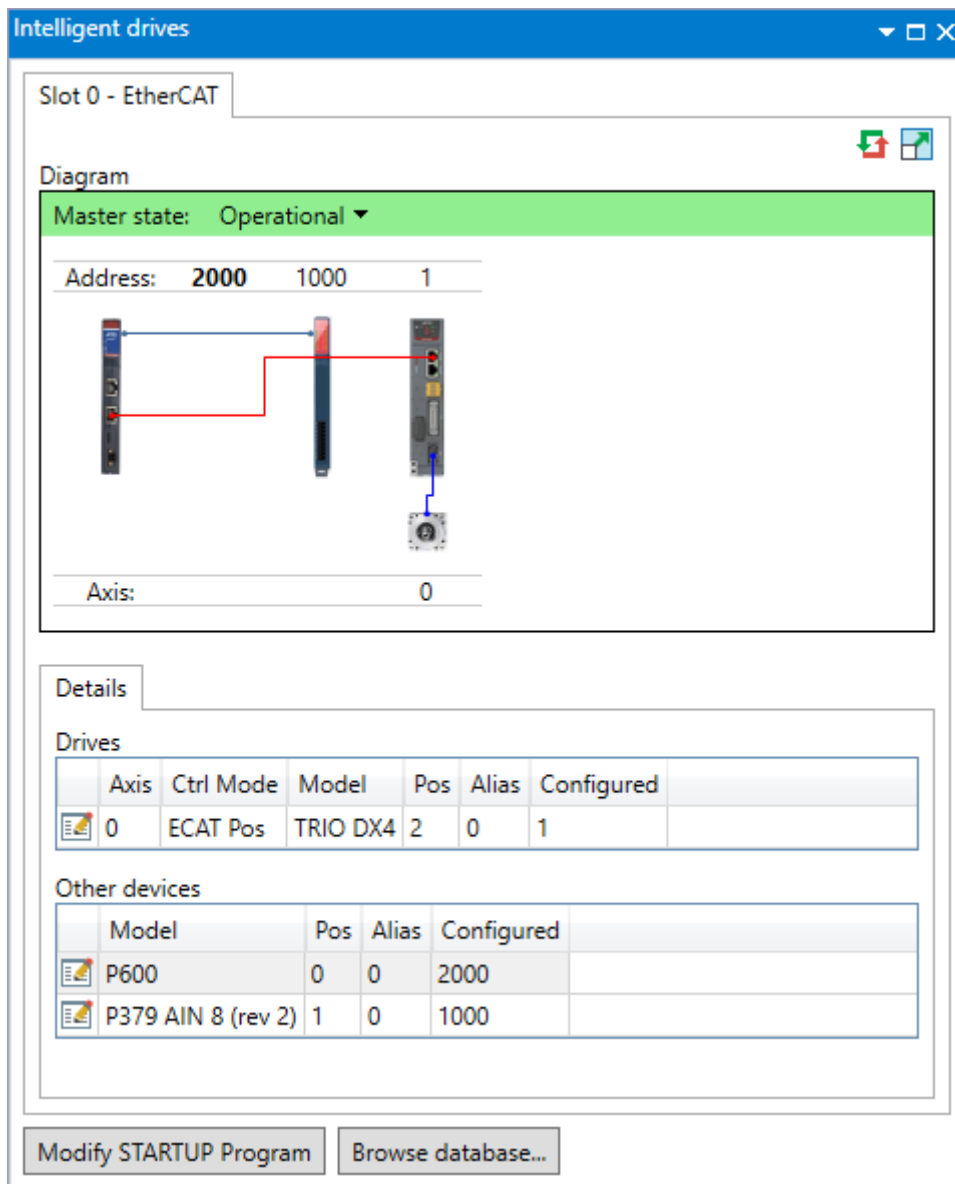 Intelligent drives
Slot 0 - EtherCAT
Diagram
Master state: Operational
Address: 2000 1000 1
Axis: 0
Details
Drives
Axis Ctrl Mode Model Pos Alias Configured
0 ECAT Pos TRIO DX4 2 0 1
Other devices
Model Pos Alias Configured
P600 0 0 2000
P379 AIN 8 (rev 2) 1 0 1000
Modify STARTUP Program Browse database...